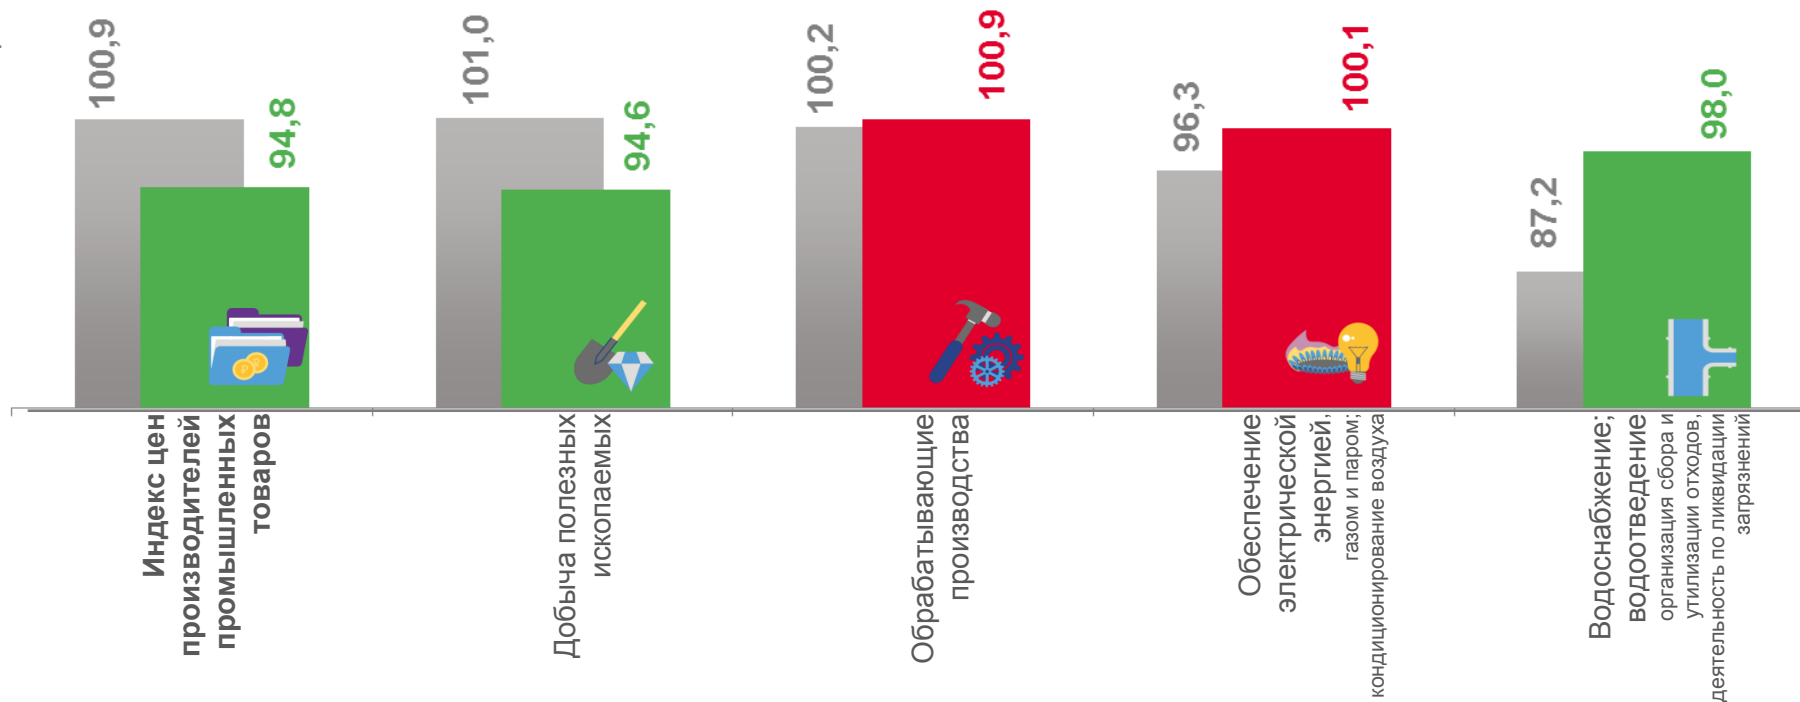 100,9
94,8
101,0
94,6
100,2
100,9
96,3
100,1
87,2
98,0
Индекс цен
производителей
промышленных
товаров
Добыча полезных
ископаемых
Обрабатывающие
производства
Обеспечение
электрической
энергией,
газом и паром;
кондиционирование воздуха
Водоснабжение;
водоотведение
организация сбора и
утилизации отходов,
деятельность по ликвидации
загрязнений